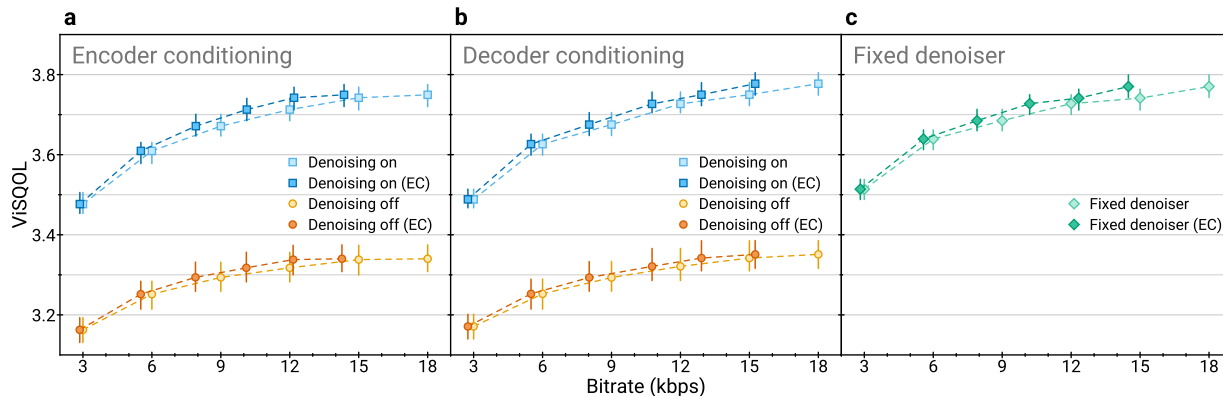 a
b
c
Encoder conditioning
Decoder conditioning
Fixed denoiser
3.8
3.6
3.4
3.2
ViSQOL
Denoising on
Denoising on (EC)
Denoising off
Denoising off (EC)
Denoising on
Denoising on (EC)
Denoising off
Denoising off (EC)
Fixed denoiser
Fixed denoiser (EC)
3 6 9 12 15 18
3 6 9 12 15 18
3 6 9 12 15 18
Bitrate (kbps)